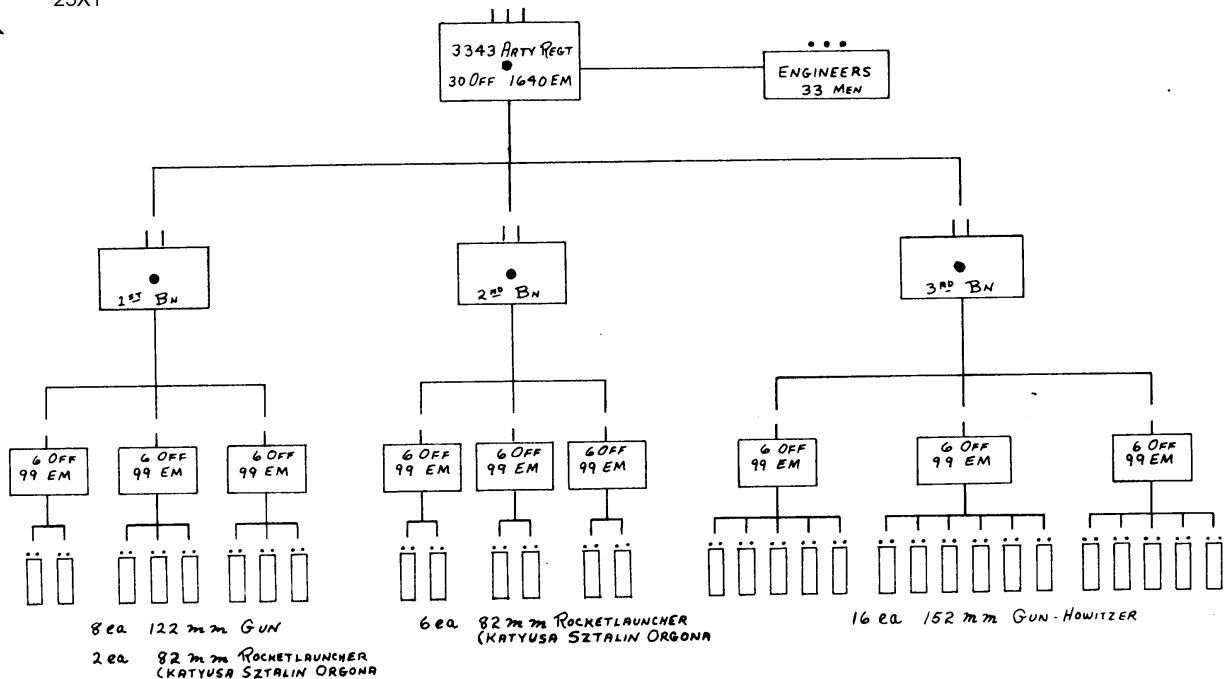 25X1
3343 ARTY REGT
30 OFF 1640 EM
ENGINEERS
33 MEN
1ST BN
2ND BN
3RD BN
6 OFF
99 EM
6 OFF
99 EM
6 OFF
99 EM
6 OFF
99 EM
6 OFF
99 EM
6 OFF
99 EM
6 OFF
99 EM
6 OFF
99 EM
6 OFF
99 EM
8 ea 122 mm GUN
2 ea 82 mm ROCKETLAUNCHER
(KATYUSA SZTALIN ORGONA
6 ea 82 mm ROCKETLAUNCHER
(KATYUSA SZTALIN ORGONA
16 ea 152 mm GUN-HOWITZER